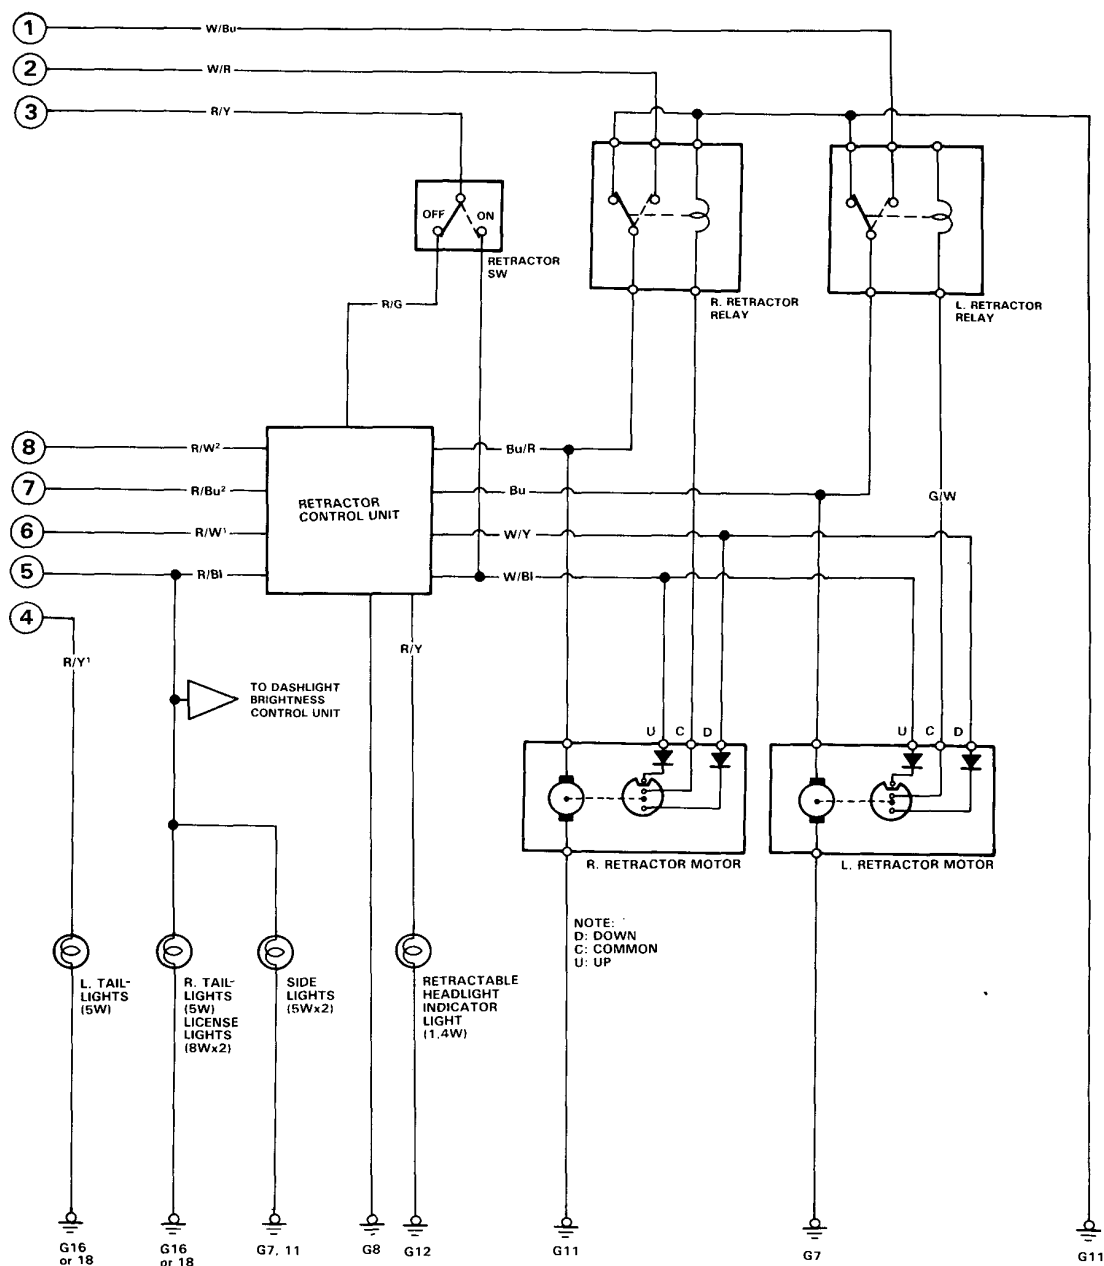 1
W/Bu
2
W/R
3
R/Y
OFF
ON
RETRACTOR
SW
R/G
R. RETRACTOR
RELAY
L. RETRACTOR
RELAY
8
R/W²
Bu/R
7
R/Bu²
Bu
G/W
RETRACTOR
CONTROL UNIT
6
R/W¹
W/Y
5
R/Bl
W/Bl
4
R/Y¹
R/Y
TO DASHLIGHT
BRIGHTNESS
CONTROL UNIT
U
C
D
U
C
D
R. RETRACTOR MOTOR
L. RETRACTOR MOTOR
NOTE:
D: DOWN
C: COMMON
U: UP
L. TAIL-
LIGHTS
(5W)
R. TAIL-
LIGHTS
(5W)
LICENSE
LIGHTS
(8Wx2)
SIDE
LIGHTS
(5Wx2)
RETRACTABLE
HEADLIGHT
INDICATOR
LIGHT
(1.4W)
G16
or 18
G16
or 18
G7, 11
G8
G12
G11
G7
G11